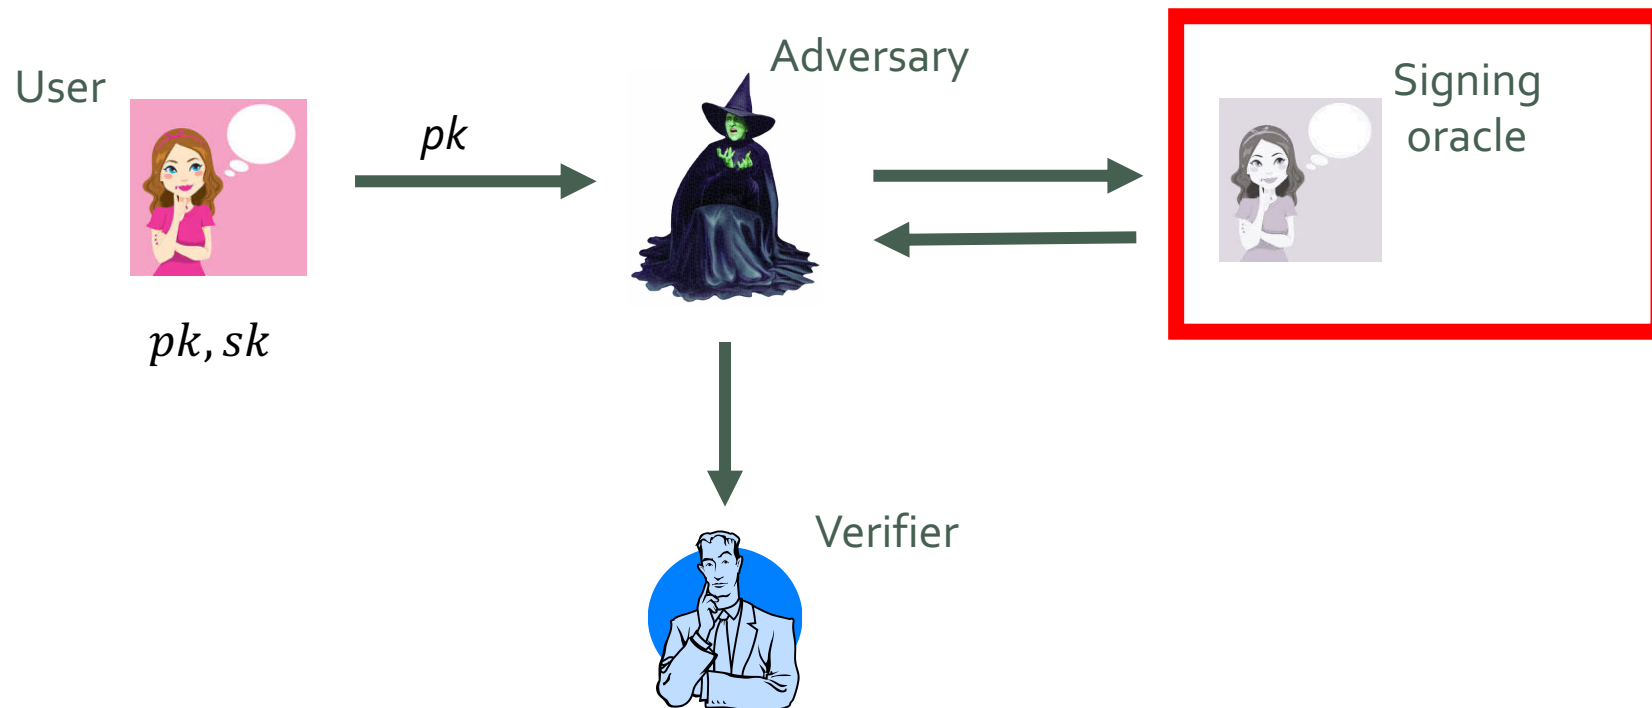 User
pk
Adversary
Signing
oracle
pk, sk
Verifier